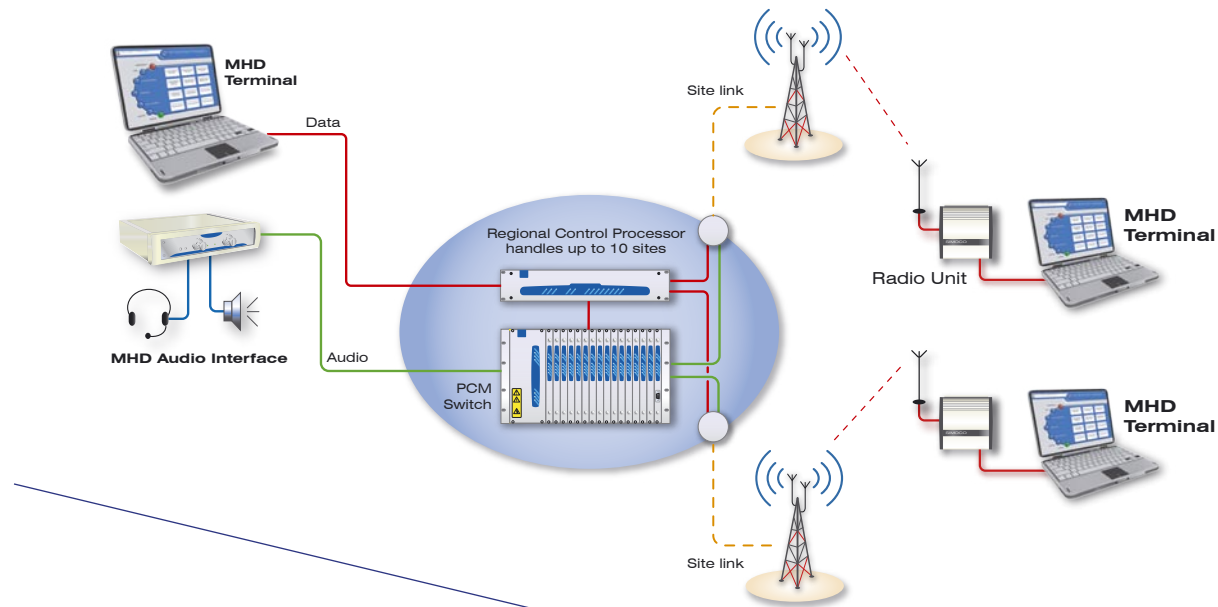 MHD
Terminal
Data
Site link
Regional Control Processor
handles up to 10 sites
MHD
Terminal
Radio Unit
MHD Audio Interface
Audio
PCM
Switch
MHD
Terminal
Site link